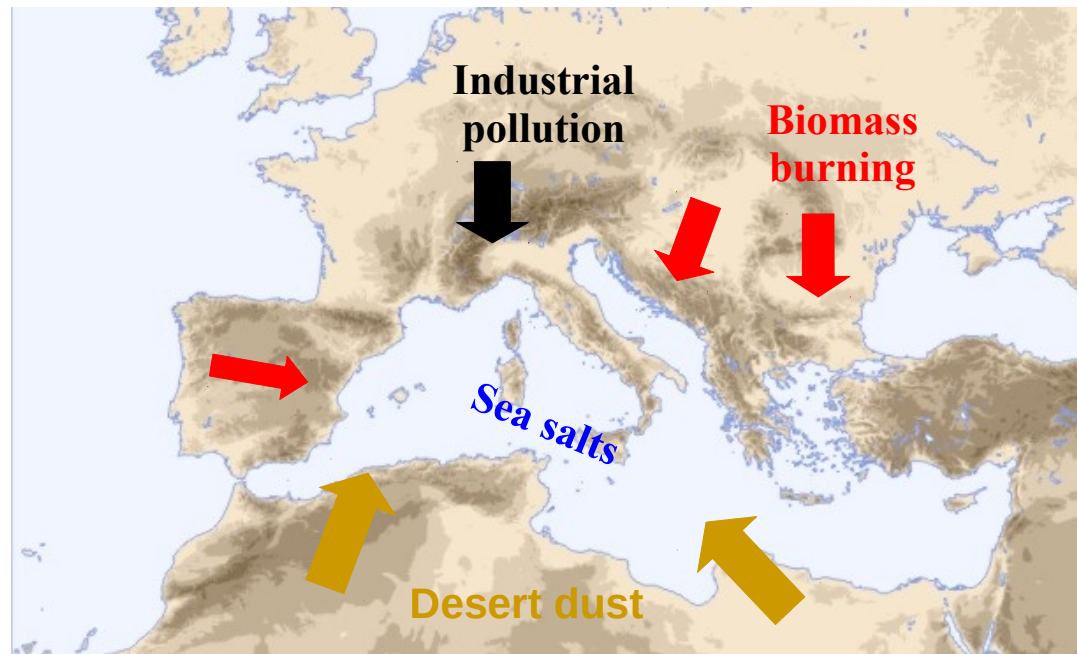 Industrial
pollution
Biomass
burning
Sea salts
Desert dust